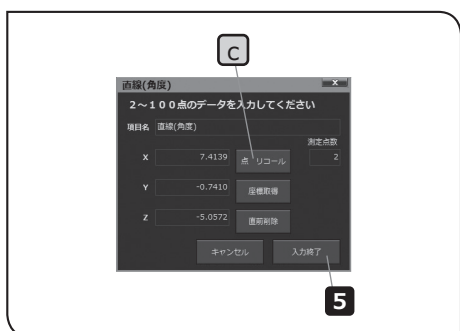 C
直線(角度) x
2～100点のデータを入力してください
項目名 直線(角度)
測定点数
X 7.4139 点 リコール 2
Y -0.7410 座標取得
Z -5.0572 直前削除
キャンセル 入力終了
5